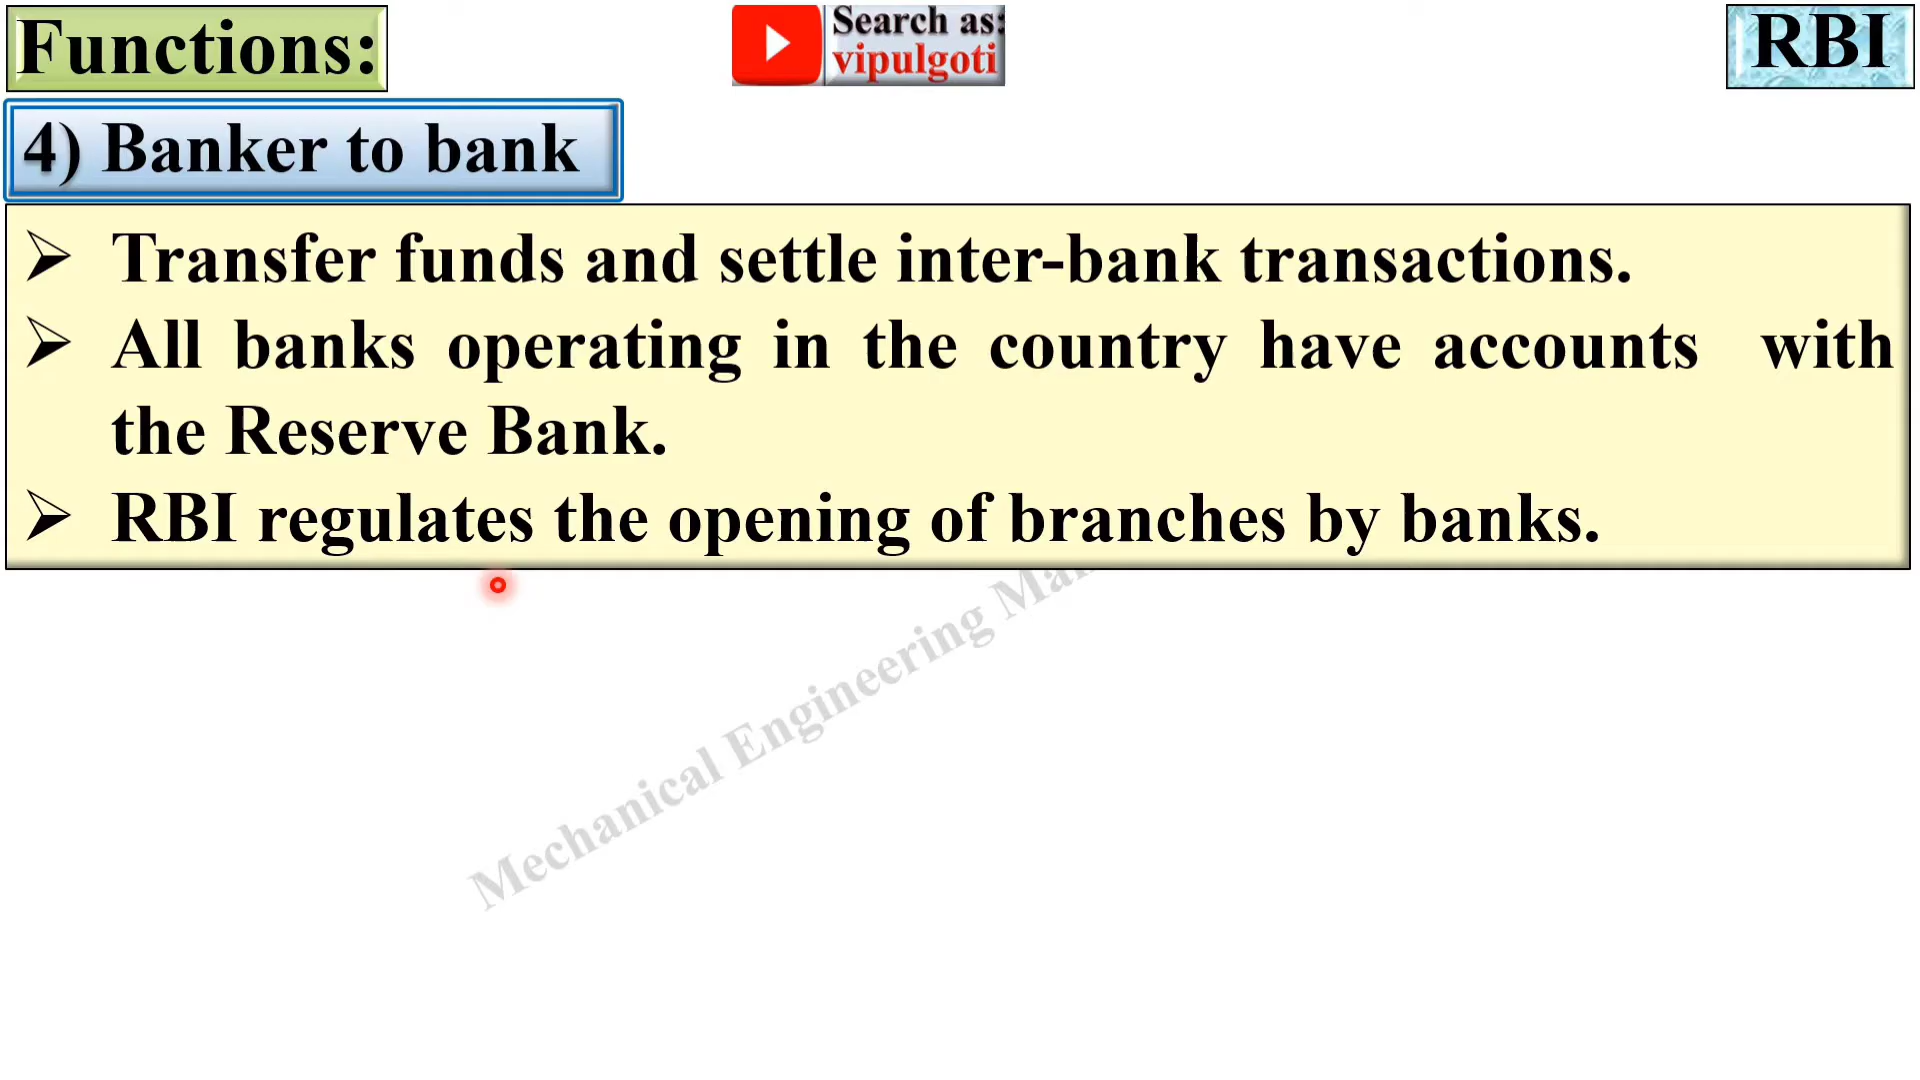 Functions:
Search as:
vipulgoti
RBI
4) Banker to bank
➢ Transfer funds and settle inter-bank transactions.
➢ All banks operating in the country have accounts with
the Reserve Bank.
➢ RBI regulates the opening of branches by banks.
Mechanical Engineering